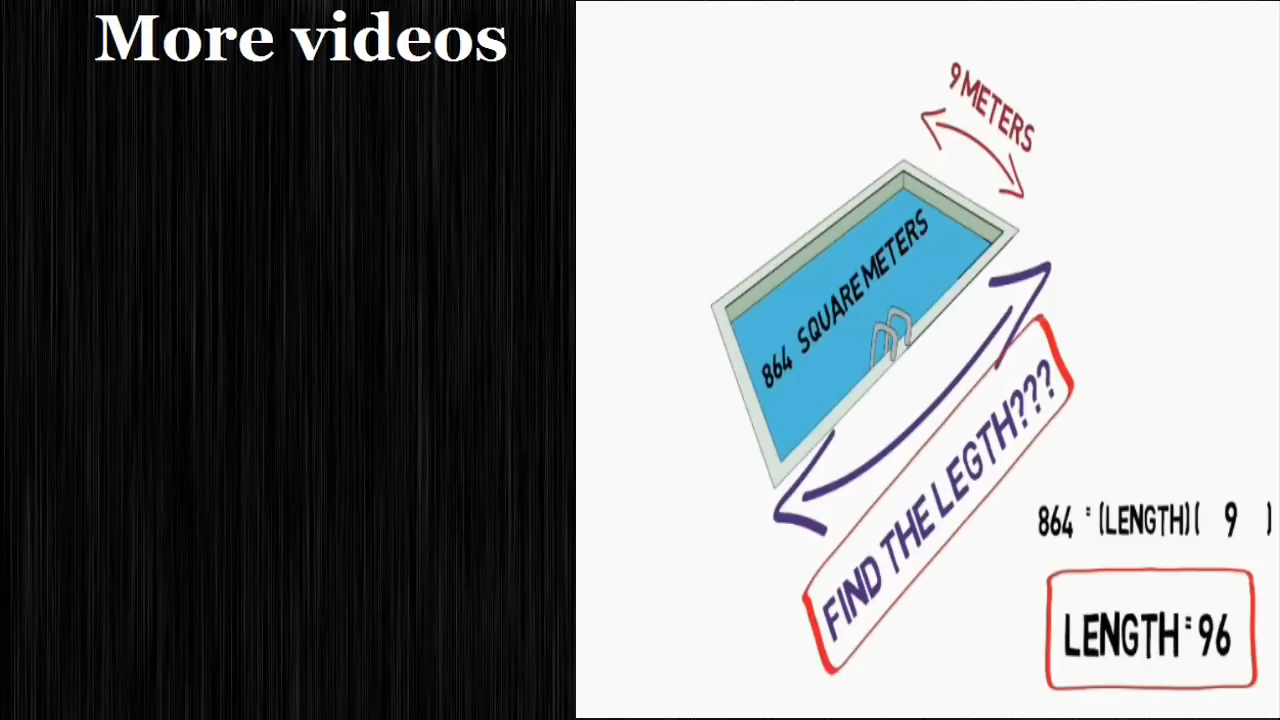 More videos
9 METERS
864 SQUARE METERS
FIND THE LEGTH???
864 = (LENGTH)( 9 )
LENGTH = 96